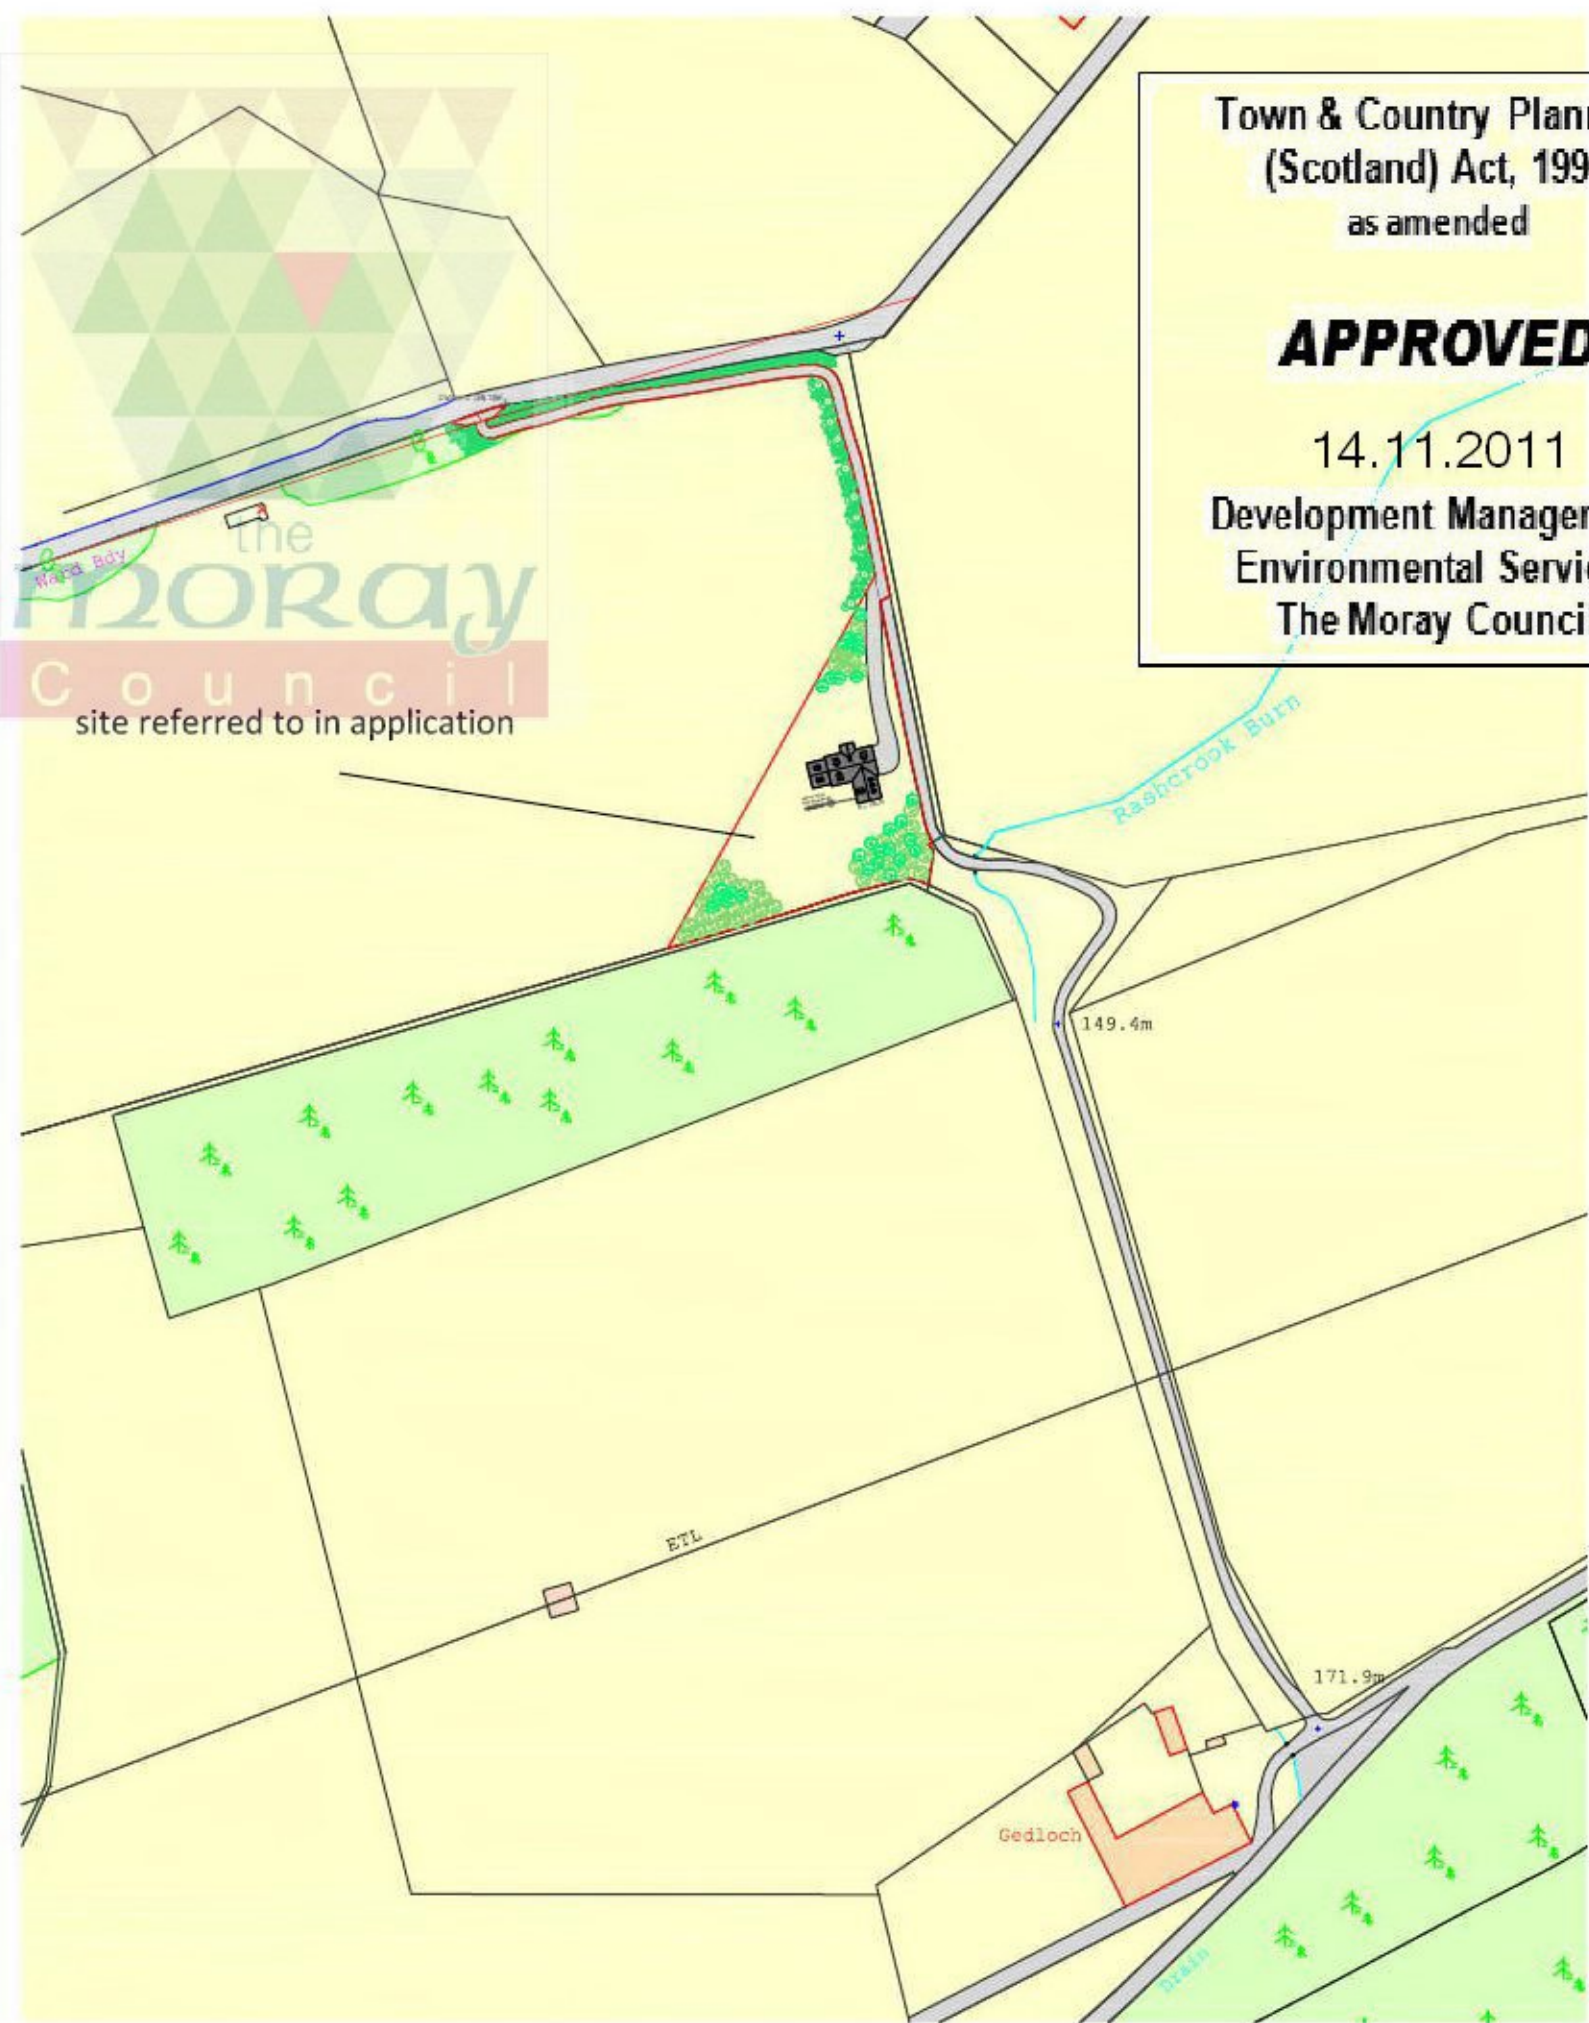 Town & Country Plann
(Scotland) Act, 199
as amended
APPROVED
14.11.2011
Development Manager
Environmental Servic
The Moray Counci
the
moray
Council
Ward Bdy
site referred to in application
Rashcrook Burn
149.4m
ETL
171.9m
Gedloch
Drain